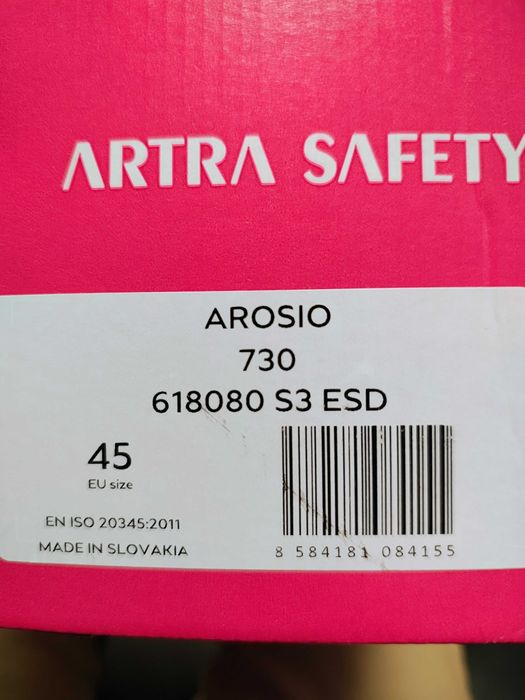 ARTRA SAFETY
AROSIO
730
618080 S3 ESD
45
EU size
EN ISO 20345:2011
MADE IN SLOVAKIA
8 584181 084155